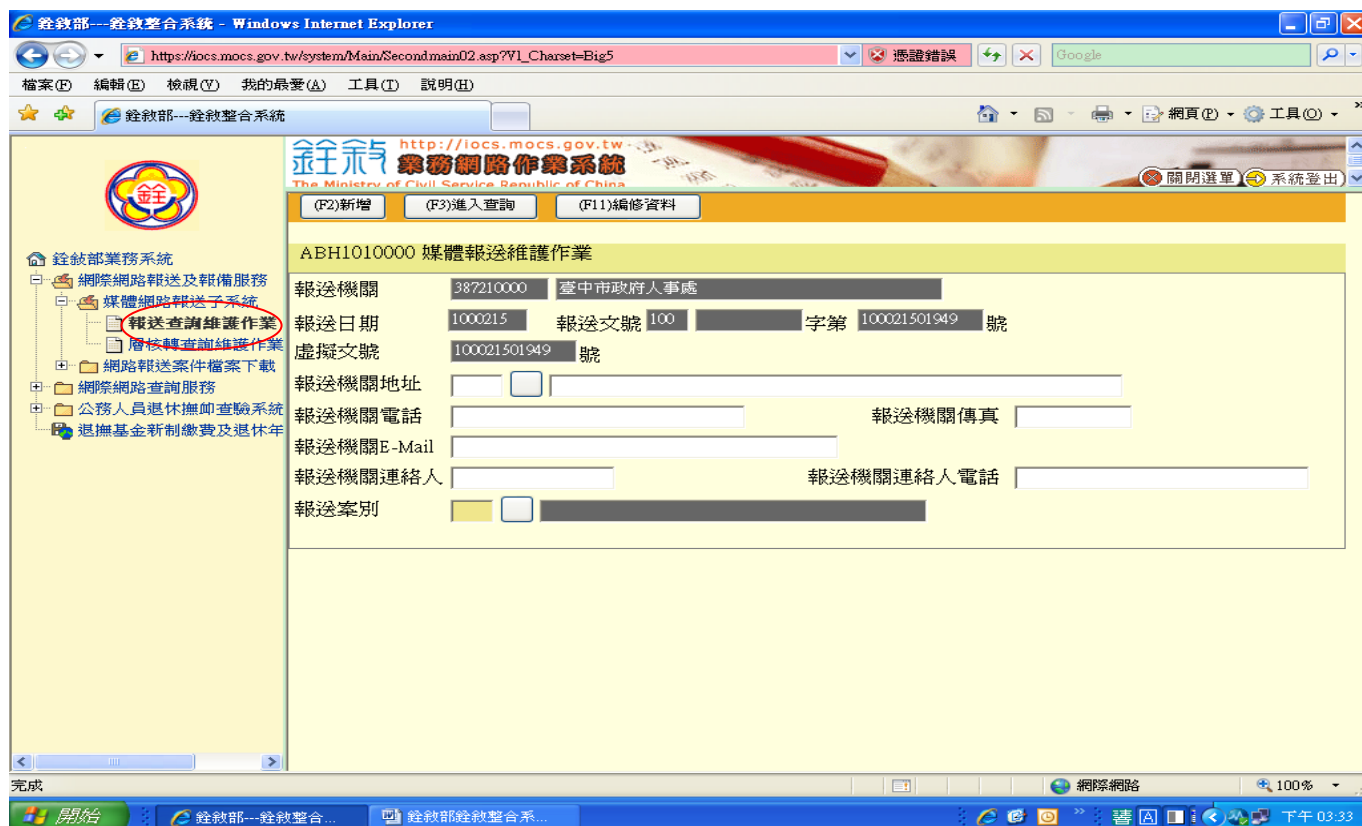 銓敘部---銓敘整合系統 - Windows Internet Explorer
https://iocs.mocs.gov.tw/system/Main/Secondmain02.asp?V1_Charset=Big5
憑證錯誤
Google
檔案(F) 編輯(E) 檢視(V) 我的最愛(A) 工具(T) 說明(H)
銓敘部---銓敘整合系統
網頁(P)
工具(O)
銓
銓敍 http://iocs.mocs.gov.tw
業務網路作業系統
The Ministry of Civil Service Republic of China
關閉選單 系統登出
(F2)新增 (F3)進入查詢 (F11)編修資料
銓敍部業務系統
網際網路報送及報備服務
媒體網路報送子系統
報送查詢維護作業
層核轉查詢維護作業
網路報送案件檔案下載
網際網路查詢服務
公務人員退休撫卹查驗系統
退撫基金新制繳費及退休年
ABH1010000 媒體報送維護作業
報送機關 387210000 臺中市政府人事處
報送日期 1000215 報送文號 100 字第 100021501949 號
虛擬文號 100021501949 號
報送機關地址
報送機關電話 報送機關傳真
報送機關E-Mail
報送機關連絡人 報送機關連絡人電話
報送案別
完成
網際網路
100%
開始
銓敘部---銓敘整合...
銓敘部銓敘整合系...
下午 03:33